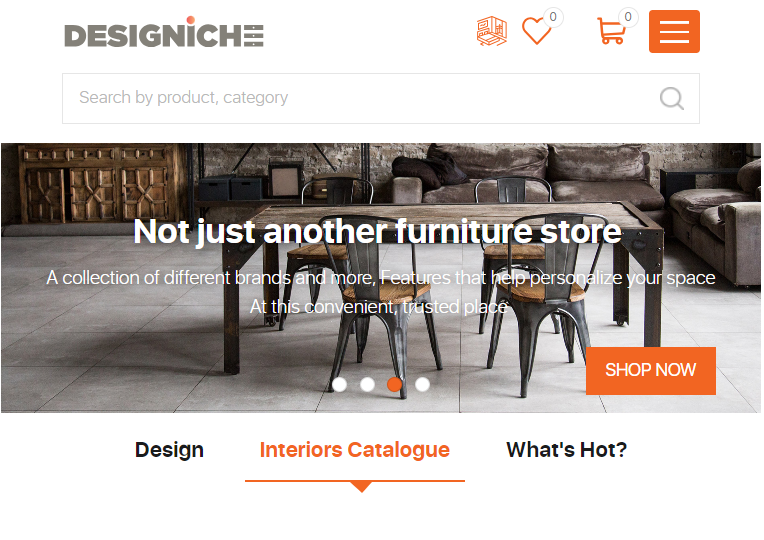 DESIGNICHE
0
0
Search by product, category
Not just another furniture store
A collection of different brands and more, Features that help personalize your space
At this convenient, trusted place
SHOP NOW
Design
Interiors Catalogue
What's Hot?